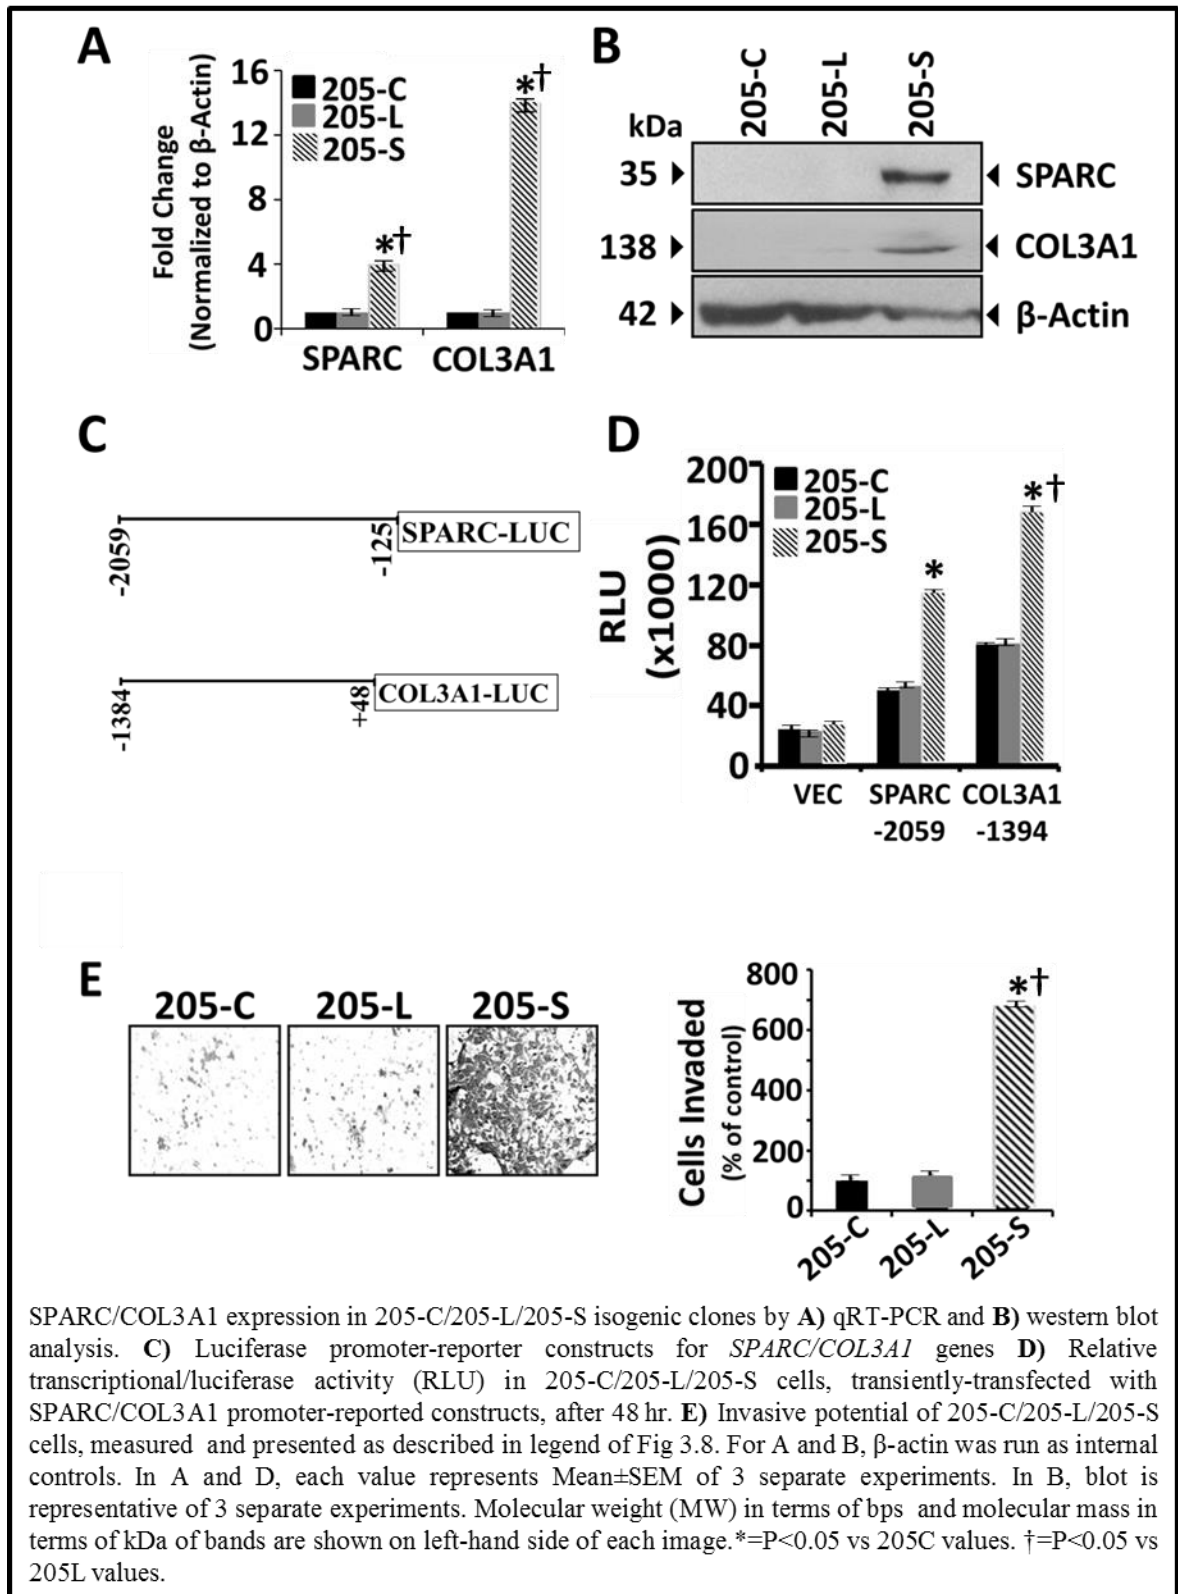 A
Fold Change
(Normalized to β-Actin)
16
12
8
4
0
205-C
205-L
205-S
*†
*†
SPARC COL3A1
B
205-C
205-L
205-S
kDa
35 SPARC
138 COL3A1
42 β-Actin
C
-2059
-125
SPARC-LUC
-1384
+48
COL3A1-LUC
D
RLU
(x1000)
200
160
120
80
40
0
205-C
205-L
205-S
*
*†
VEC SPARC COL3A1
-2059 -1394
E
205-C 205-L 205-S
Cells Invaded
(% of control)
800
600
400
200
0
*†
205-C
205-L
205-S
SPARC/COL3A1 expression in 205-C/205-L/205-S isogenic clones by A) qRT-PCR and B) western blot
analysis. C) Luciferase promoter-reporter constructs for SPARC/COL3A1 genes D) Relative
transcriptional/luciferase activity (RLU) in 205-C/205-L/205-S cells, transiently-transfected with
SPARC/COL3A1 promoter-reported constructs, after 48 hr. E) Invasive potential of 205-C/205-L/205-S
cells, measured and presented as described in legend of Fig 3.8. For A and B, β-actin was run as internal
controls. In A and D, each value represents Mean±SEM of 3 separate experiments. In B, blot is
representative of 3 separate experiments. Molecular weight (MW) in terms of bps and molecular mass in
terms of kDa of bands are shown on left-hand side of each image.*=P<0.05 vs 205C values. †=P<0.05 vs
205L values.